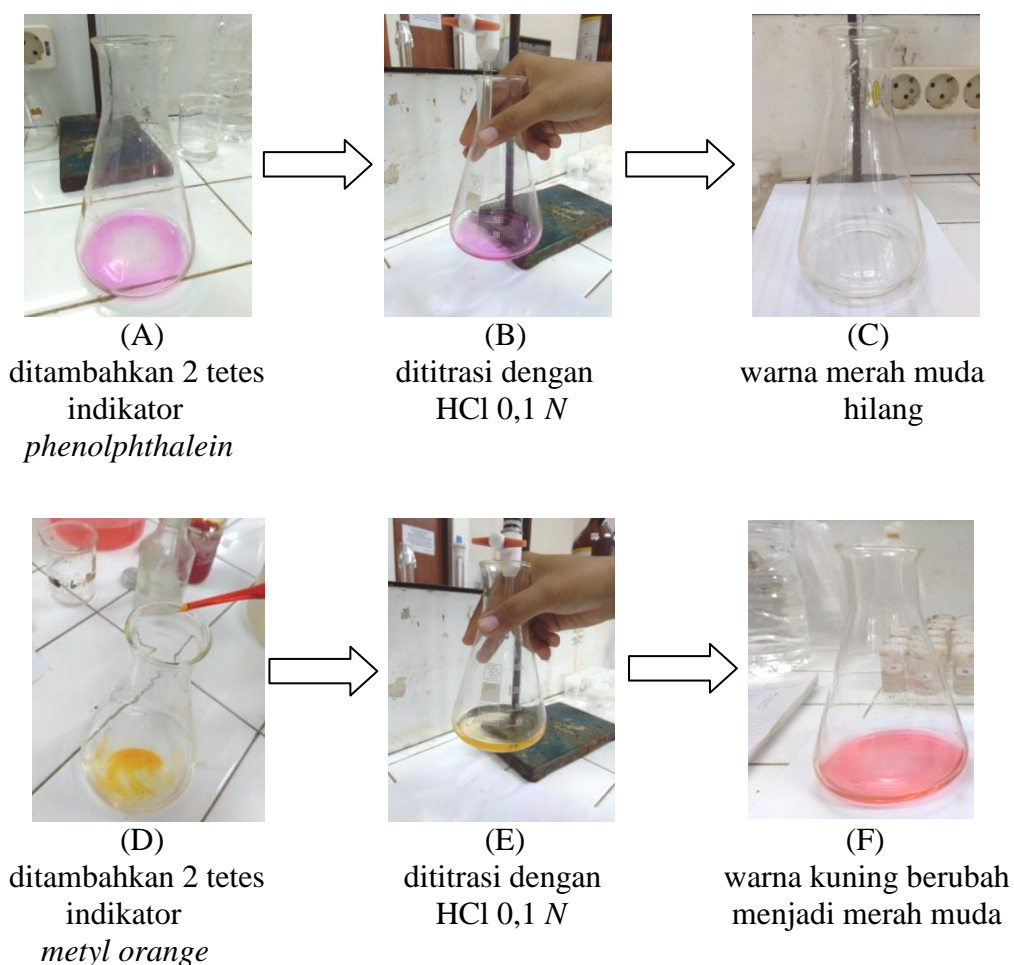 (A)
ditambahkan 2 tetes
indikator
phenolphthalein
(B)
dititrasi dengan
HCl 0,1 N
(C)
warna merah muda
hilang
(D)
ditambahkan 2 tetes
indikator
metyl orange
(E)
dititrasi dengan
HCl 0,1 N
(F)
warna kuning berubah
menjadi merah muda